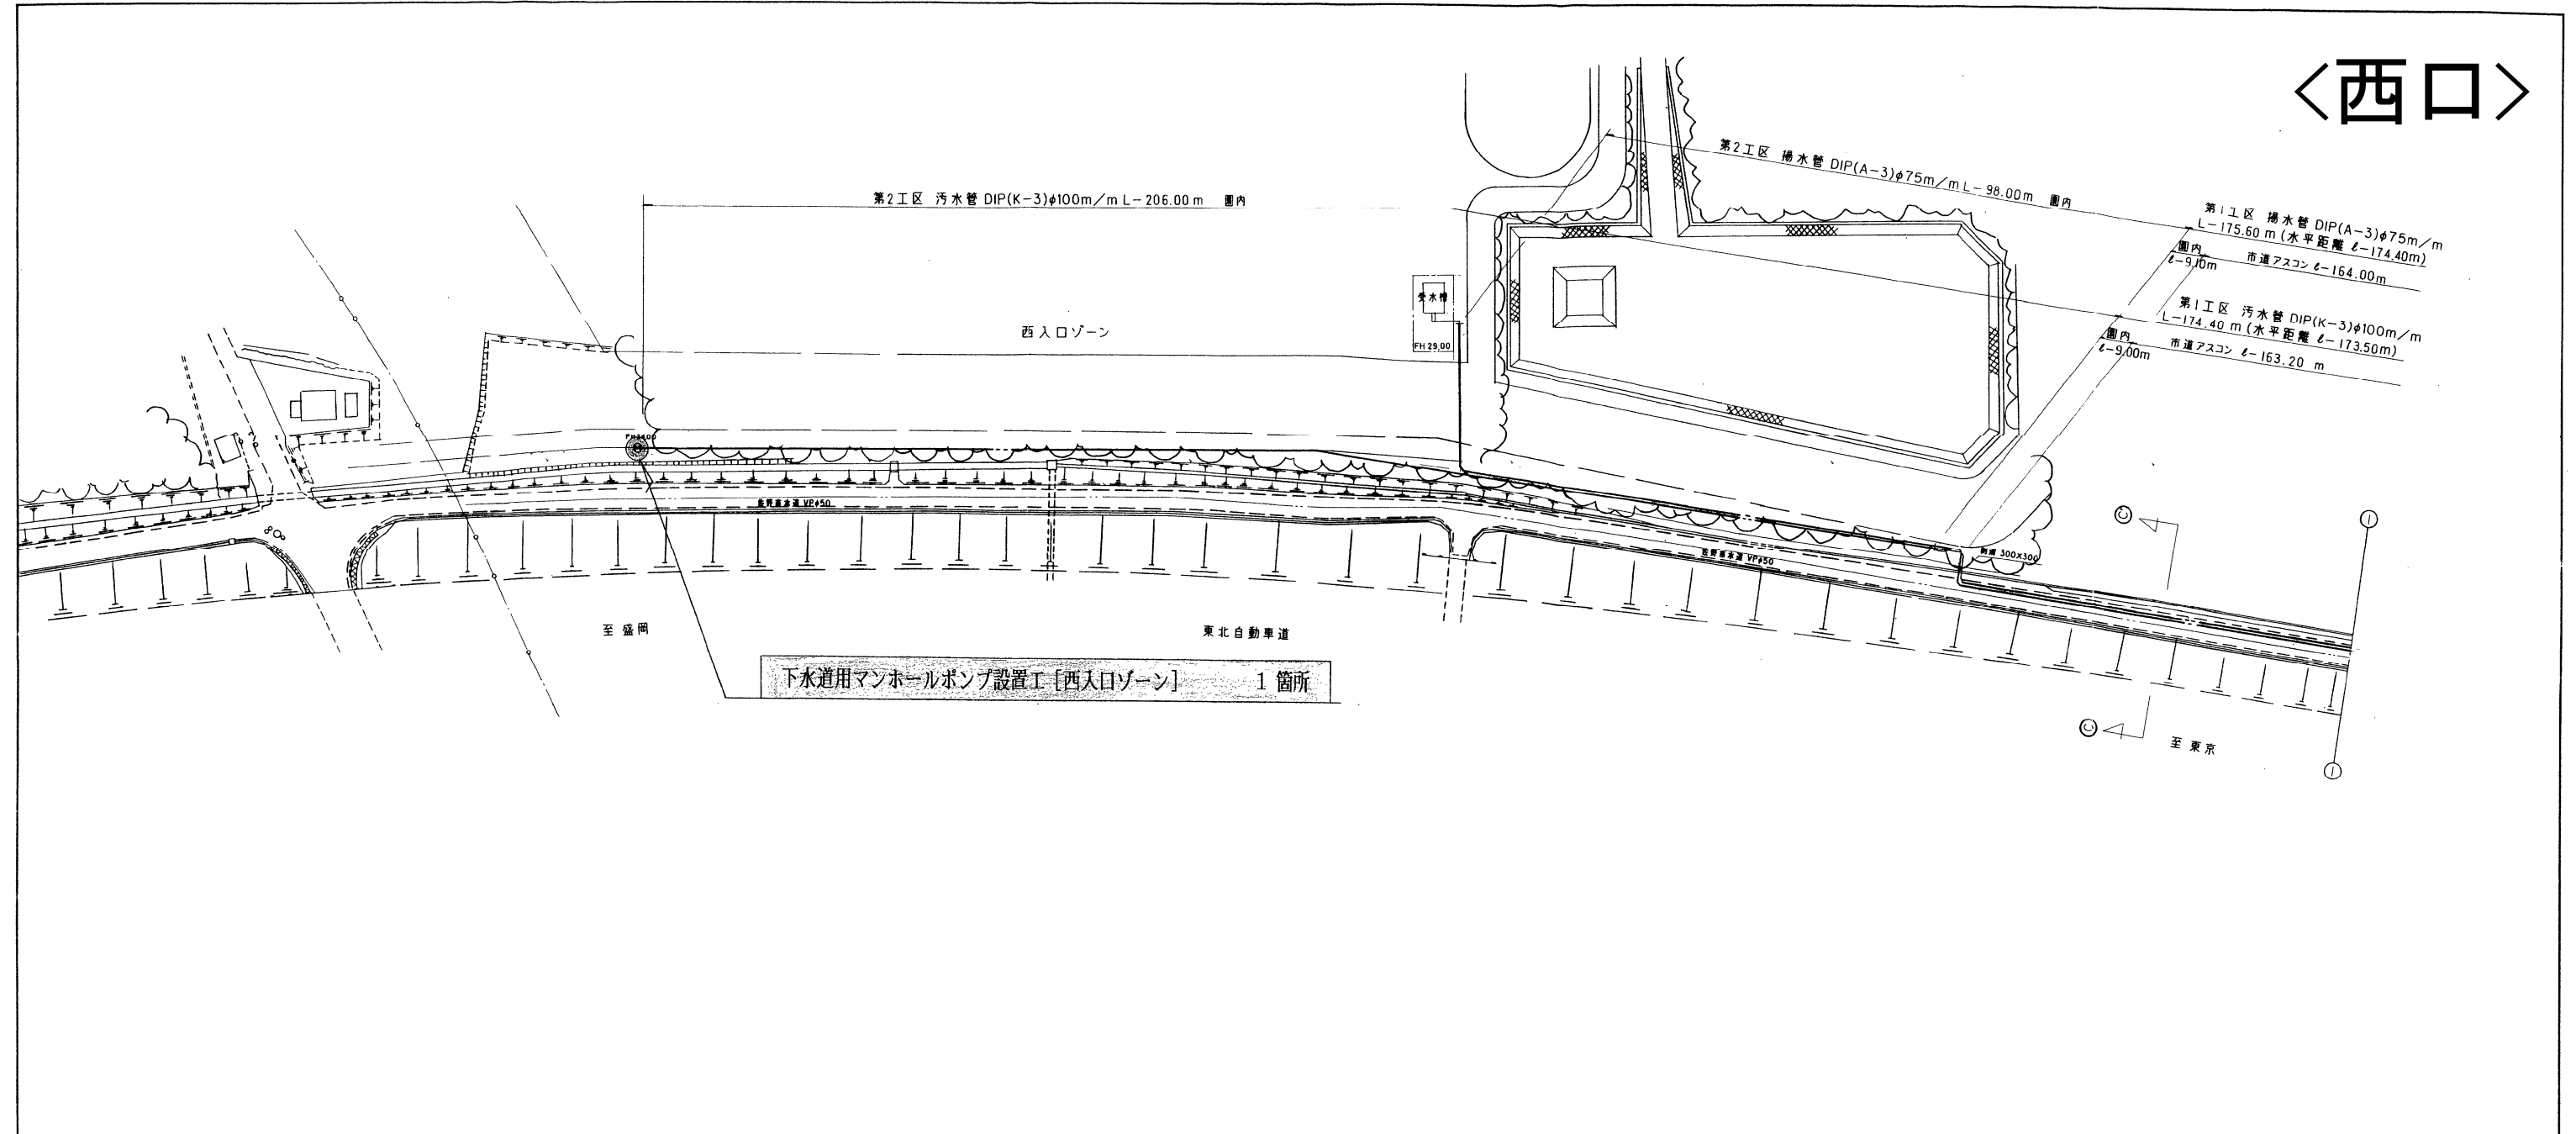 <西口>
第2工区 揚水管 DIP(A-3)φ75m/m L-98.00m 園内
第2工区 汚水管 DIP(K-3)φ100m/m L-206.00m 園内
第1工区 揚水管 DIP(A-3)φ75m/m
L-175.60m (水平距離 ℓ-174.40m)
園内
ℓ-9.10m
市道アスコン ℓ-164.00m
受水槽
第1工区 汚水管 DIP(K-3)φ100m/m
L-174.40m (水平距離 ℓ-173.50m)
西入口ゾーン
園内
ℓ-9.00m
市道アスコン ℓ-163.20 m
FH 29.00
VPφ50
300X300
VPφ50
至 盛岡
東北自動車道
下水道用マンホールポンプ設置工 [西入口ゾーン] 1 箇所
C
C
至 東京